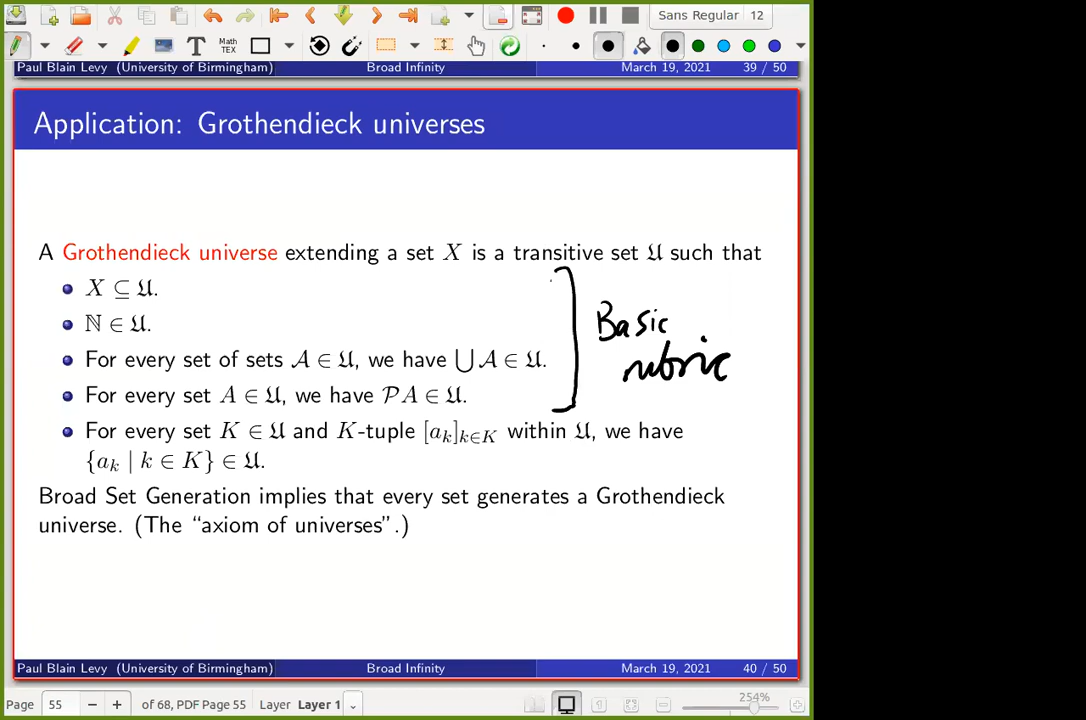 Sans Regular 12
T Math TEX
Paul Blain Levy (University of Birmingham) Broad Infinity March 19, 2021 39 / 50
Application: Grothendieck universes
A Grothendieck universe extending a set X is a transitive set 𝔘 such that
• X ⊆ 𝔘.
• ℕ ∈ 𝔘.
• For every set of sets 𝒜 ∈ 𝔘, we have ⋃ 𝒜 ∈ 𝔘.
• For every set A ∈ 𝔘, we have 𝒫A ∈ 𝔘.
Basic
rubric
• For every set K ∈ 𝔘 and K-tuple [aₖ]ₖ∈K within 𝔘, we have
{aₖ | k ∈ K} ∈ 𝔘.
Broad Set Generation implies that every set generates a Grothendieck
universe. (The “axiom of universes”.)
Paul Blain Levy (University of Birmingham) Broad Infinity March 19, 2021 40 / 50
Page 55 − + of 68, PDF Page 55 Layer Layer 1 254%